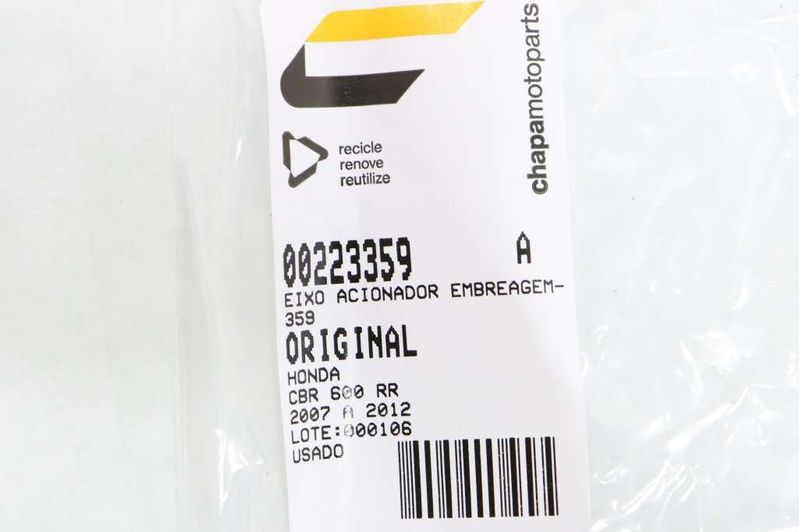 chapamotoparts
recicle
renove
reutilize
00223359 A
EIXO ACIONADOR EMBREAGEM-
359
ORIGINAL
HONDA
CBR 600 RR
2007 A 2012
LOTE:000106
USADO